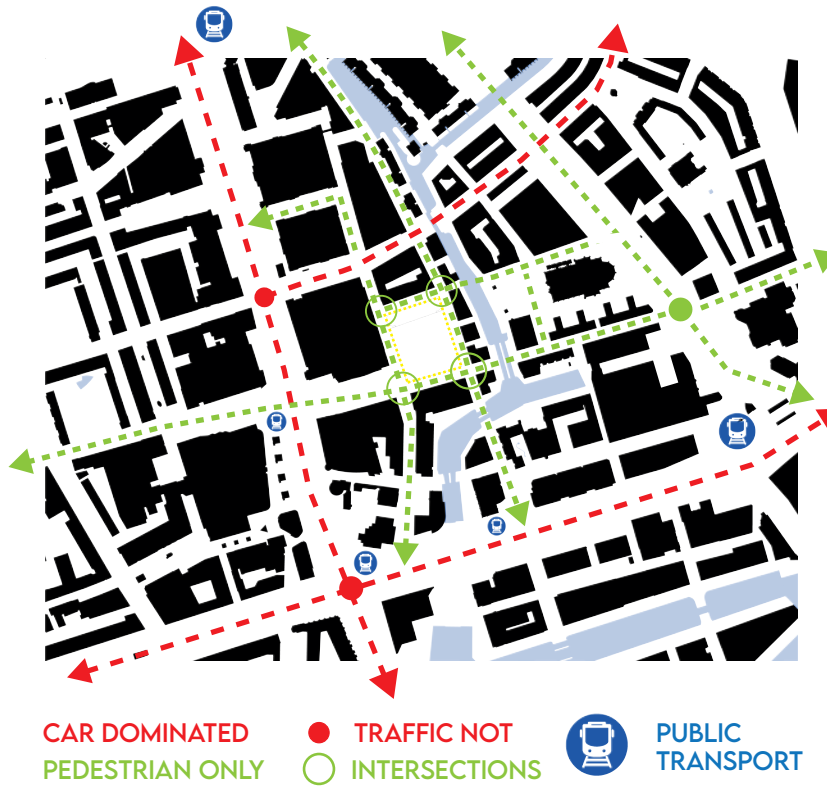 CAR DOMINATED
PEDESTRIAN ONLY
TRAFFIC NOT
INTERSECTIONS
PUBLIC
TRANSPORT